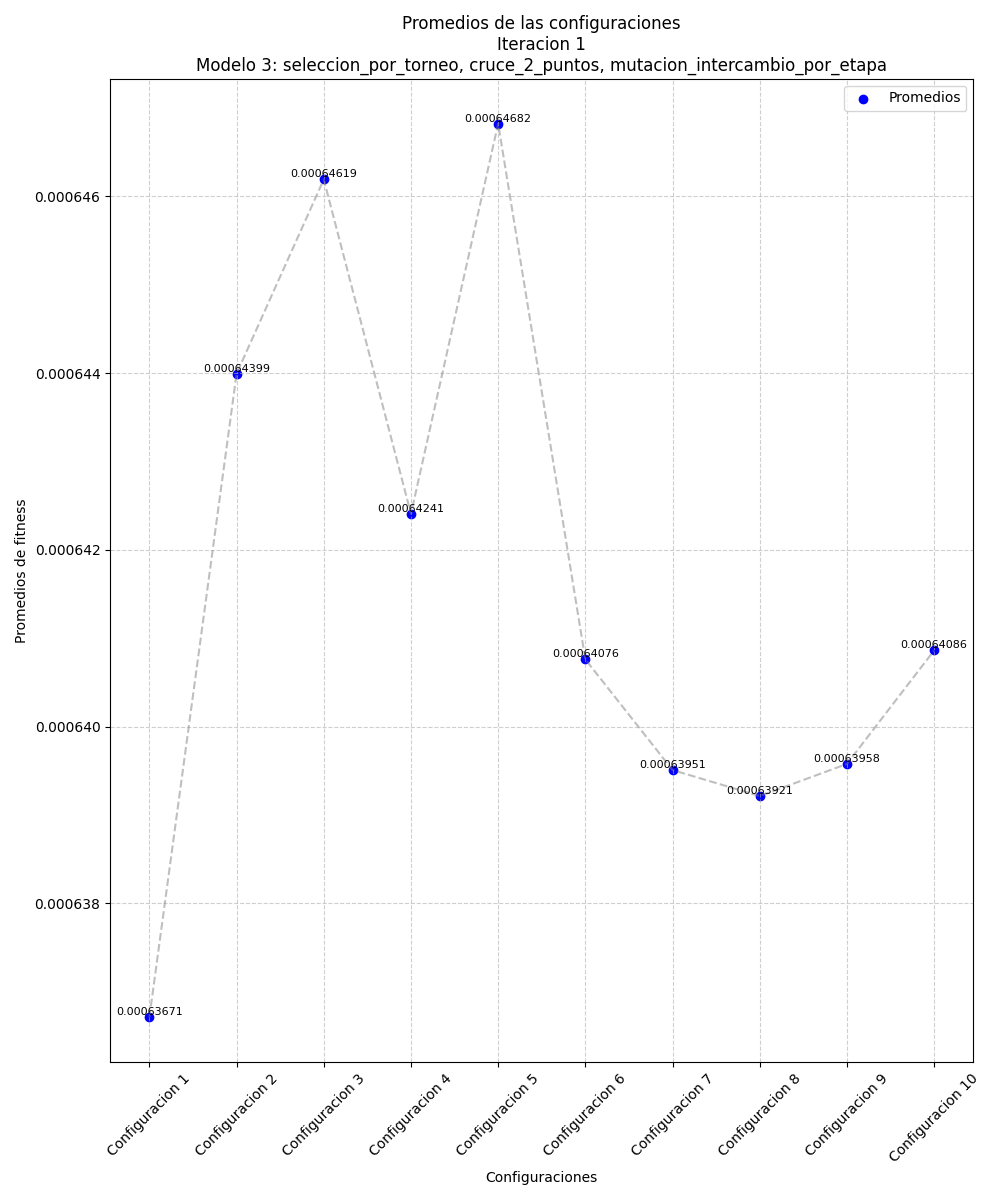 Promedios de las configuraciones
Iteracion 1
Modelo 3: seleccion_por_torneo, cruce_2_puntos, mutacion_intercambio_por_etapa
Promedios
0.00064682
0.00064619
0.000646
0.00064399
0.000644
0.00064241
0.000642
Promedios de fitness
0.00064086
0.00064076
0.000640
0.00063951
0.00063921
0.00063958
0.000638
0.00063671
Configuracion 1
Configuracion 2
Configuracion 3
Configuracion 4
Configuracion 5
Configuracion 6
Configuracion 7
Configuracion 8
Configuracion 9
Configuracion 10
Configuraciones